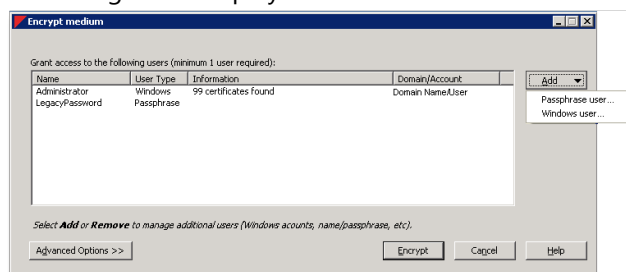 Encrypt medium
Grant access to the following users (minimum 1 user required):
Name User Type Information Domain/Account
Administrator Windows 99 certificates found Domain Name/User
LegacyPassword Passphrase
Add
Passphrase user...
Windows user...
Select Add or Remove to manage additional users (Windows acounts, name/passphrase, etc).
Advanced Options >> Encrypt Cancel Help